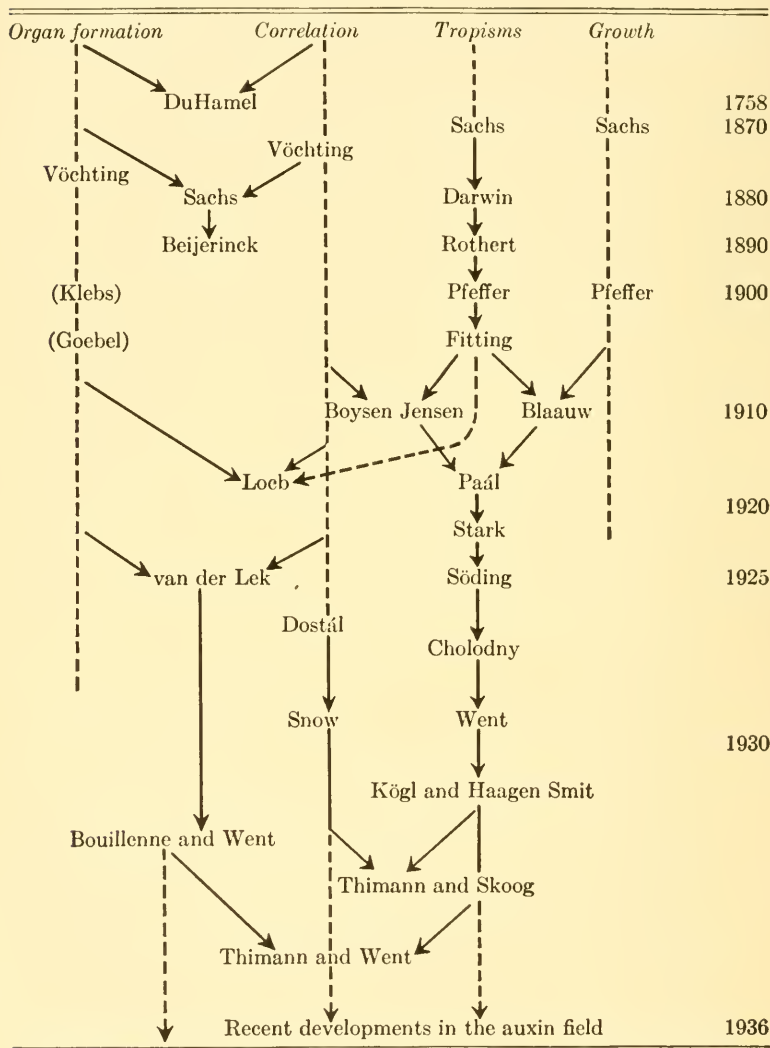 Organ formation Correlation Tropisms Growth
DuHamel 1758
Sachs Sachs 1870
Vöchting
Vöchting
Sachs Darwin 1880
Beijerinck Rothert 1890
(Klebs) Pfeffer Pfeffer 1900
(Goebel) Fitting
Boysen Jensen Blaauw 1910
Loeb Paál
1920
Stark
van der Lek Söding 1925
Dostál
Cholodny
Snow Went
1930
Kögl and Haagen Smit
Bouillenne and Went
Thimann and Skoog
Thimann and Went
Recent developments in the auxin field 1936